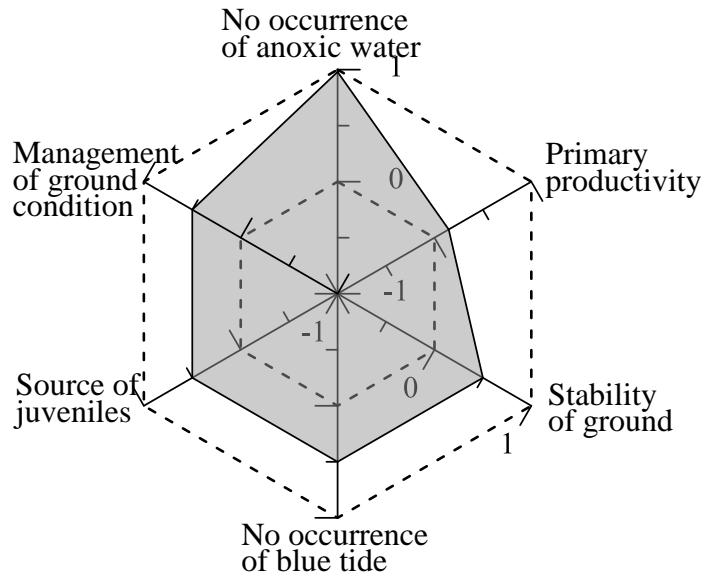 No occurrence
of anoxic water
1
Management
of ground
condition
0
Primary
productivity
-1
-1
Source of
juveniles
0
Stability
of ground
1
No occurrence
of blue tide